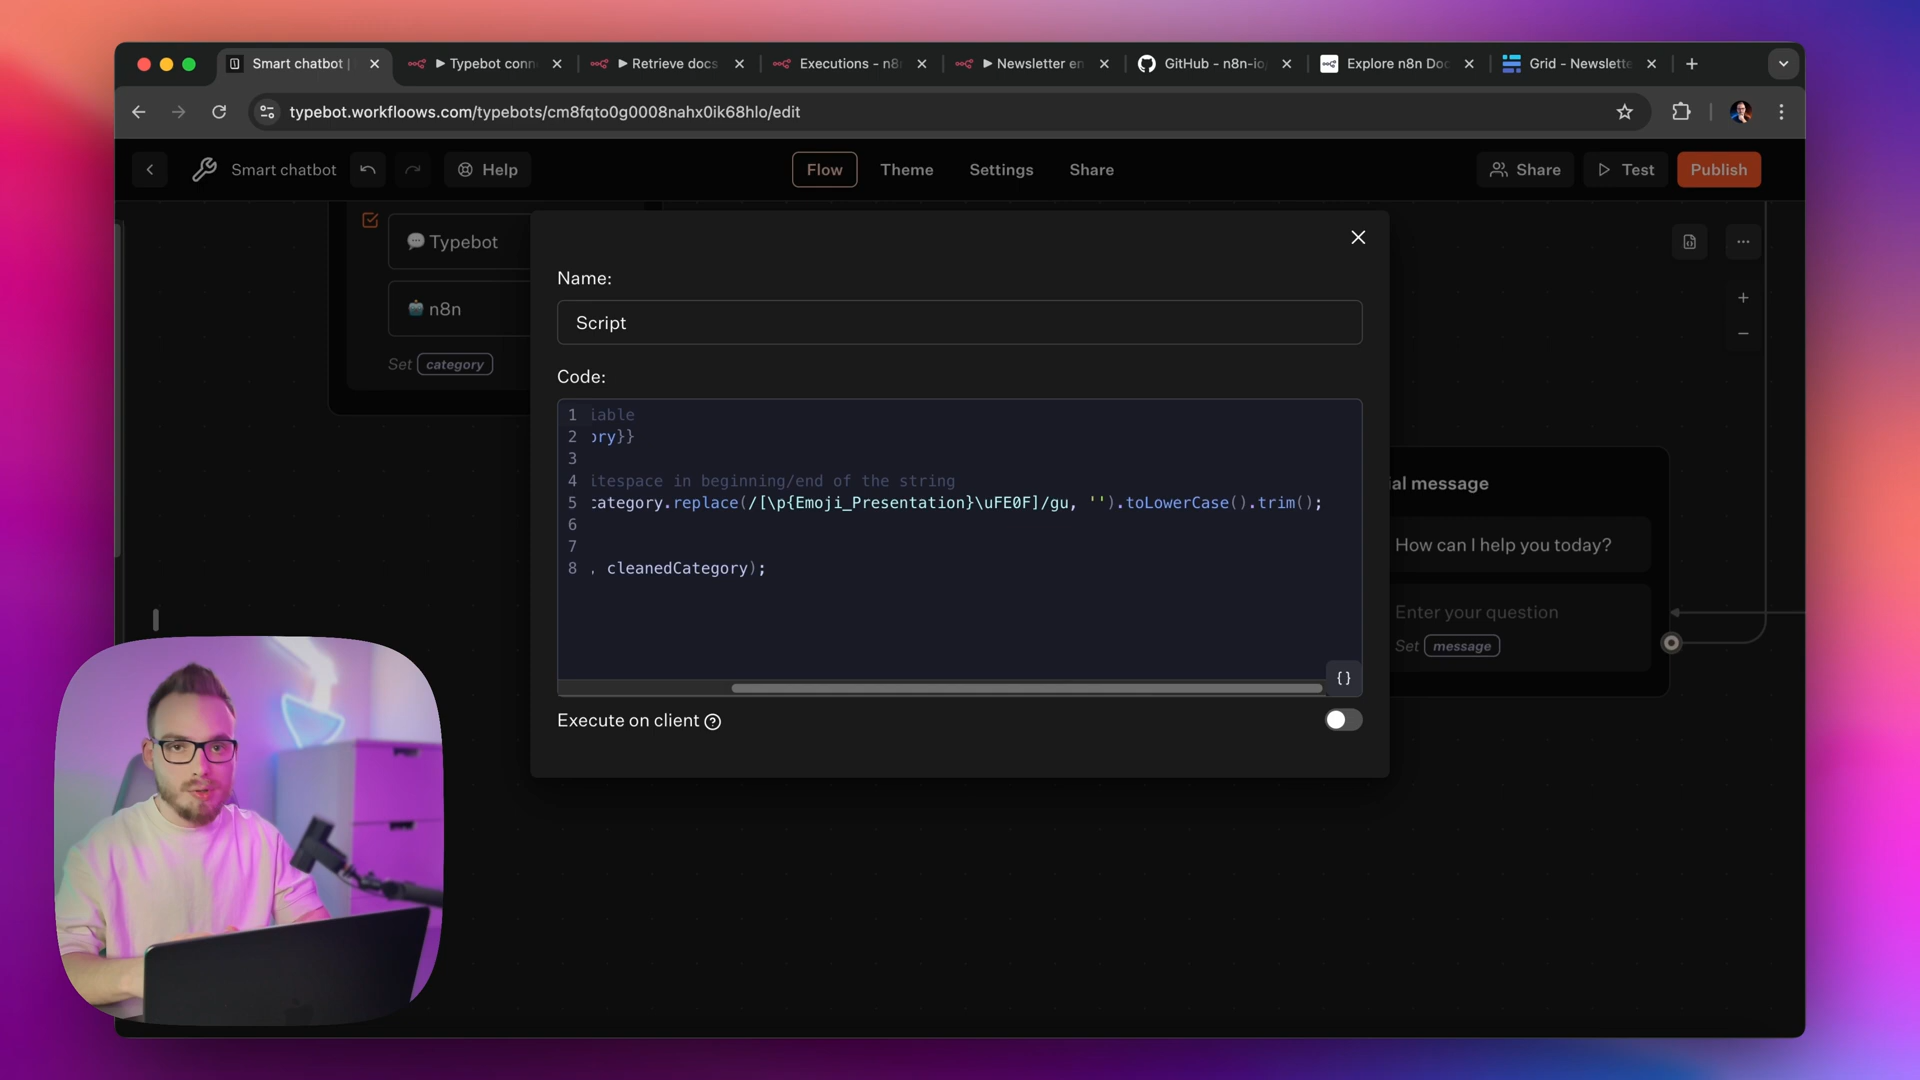 Smart chatbot |
Typebot conn
Retrieve docs
Executions - n8
Newsletter en
GitHub - n8n-io
Explore n8n Doc
Grid - Newslette
typebot.workfloows.com/typebots/cm8fqto0g0008nahx0ik68hlo/edit
Smart chatbot
Help
Flow
Theme
Settings
Share
Share
Test
Publish
Typebot
n8n
Set category
Name:
Script
Code:
1 iable
2 ory}}
3
4 itespace in beginning/end of the string
5 category.replace(/[\p{Emoji_Presentation}\uFE0F]/gu, '').toLowerCase().trim();
6
7
8 , cleanedCategory);
{}
Execute on client
al message
How can I help you today?
Enter your question
Set message